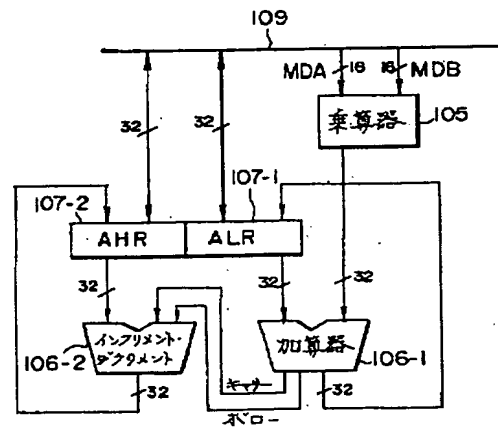 109
MDA 16 16 MDB
乗算器 105
32 32
107-1
107-2
AHR ALR
32 32 32
インクリメント・
デクリメント
加算器
106-2 106-1
キャリー
32 32
ボロー